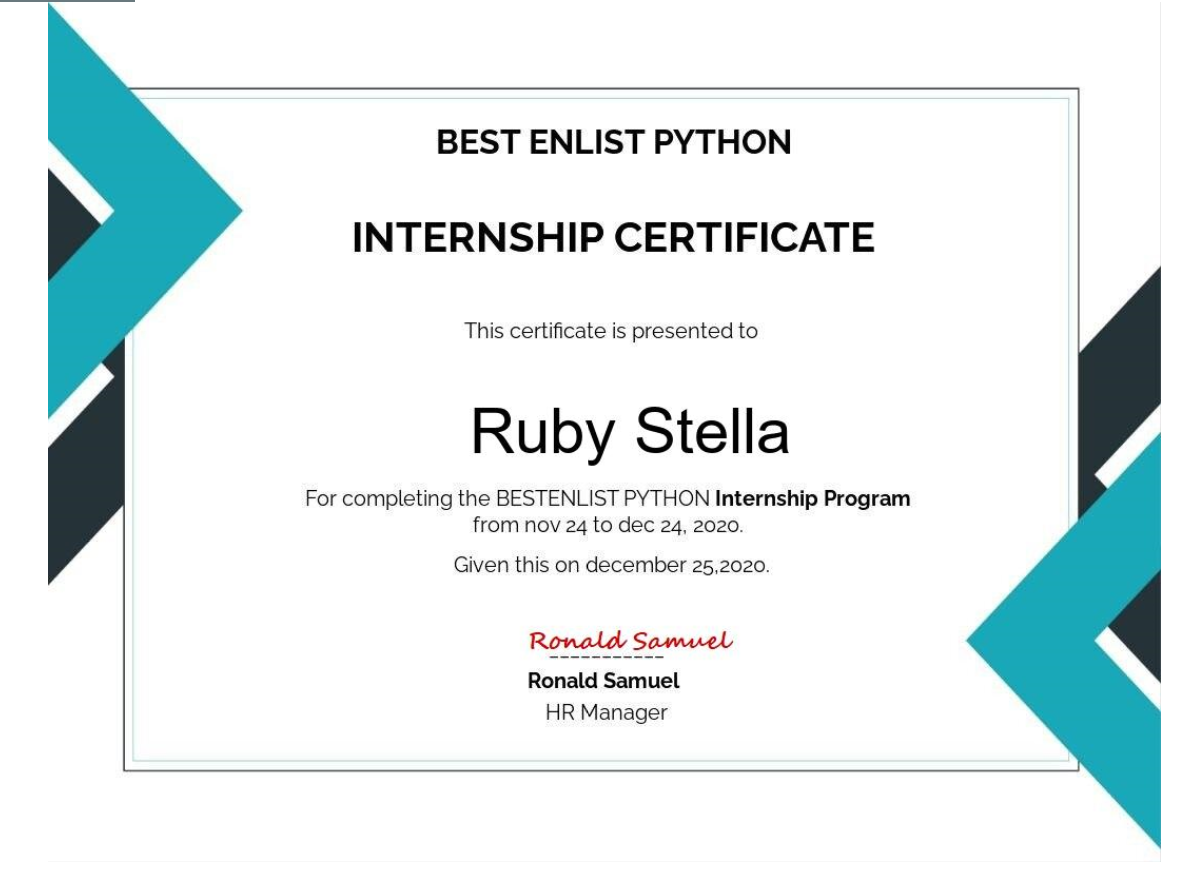 BEST ENLIST PYTHON
INTERNSHIP CERTIFICATE
This certificate is presented to
Ruby Stella
For completing the BESTENLIST PYTHON Internship Program
from nov 24 to dec 24, 2020.
Given this on december 25,2020.
Ronald Samuel
Ronald Samuel
HR Manager